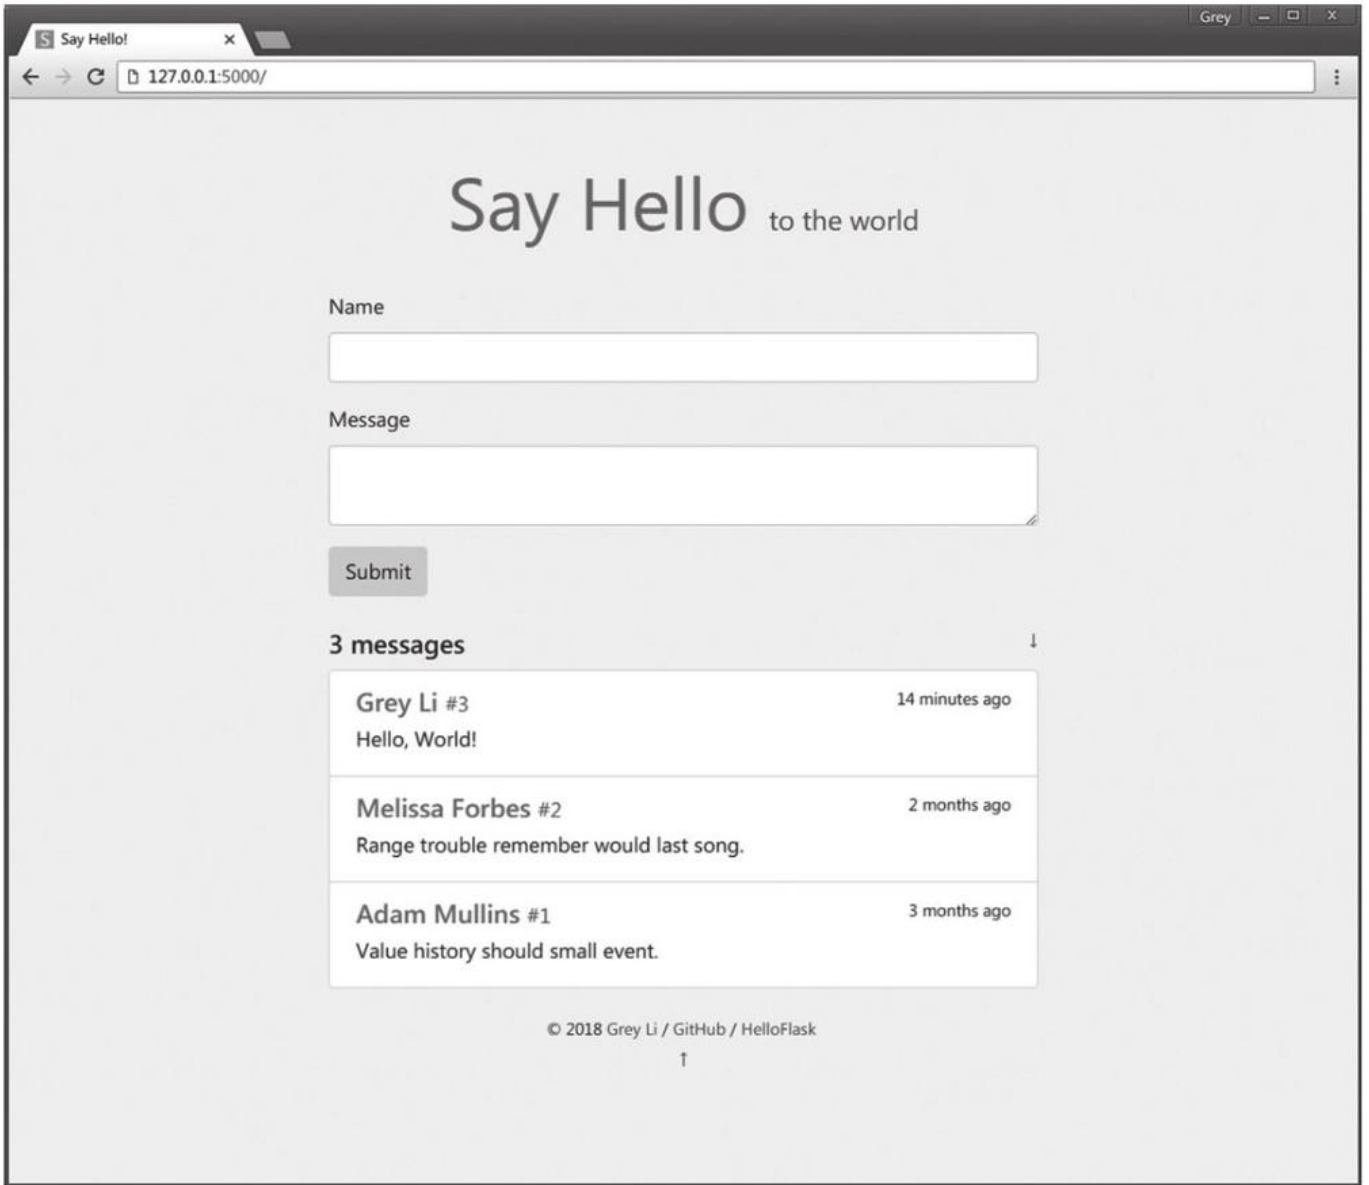 Grey
S Say Hello!
127.0.0.1:5000/
Say Hello to the world
Name
Message
Submit
3 messages ↓
Grey Li #3 14 minutes ago
Hello, World!
Melissa Forbes #2 2 months ago
Range trouble remember would last song.
Adam Mullins #1 3 months ago
Value history should small event.
© 2018 Grey Li / GitHub / HelloFlask
↑